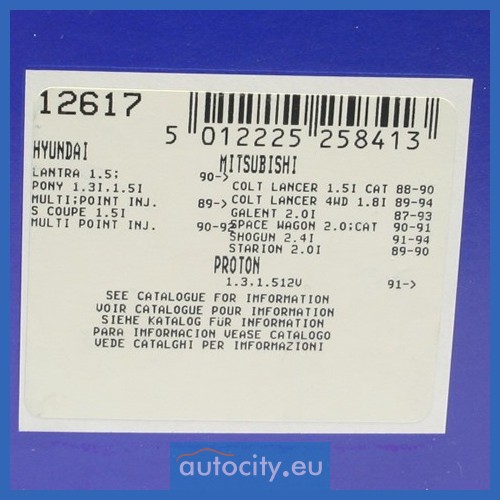 12617
5 012225 258413
HYUNDAI
LANTRA 1.5; 90->
PONY 1.3I,1.5I
MULTI;POINT INJ. 89->
S COUPE 1.5I
MULTI POINT INJ. 90-92
MITSUBISHI
COLT LANCER 1.5I CAT 88-90
COLT LANCER 4WD 1.8I 89-94
GALENT 2.0I 87-93
SPACE WAGON 2.0;CAT 90-91
SHOGUN 2.4I 91-94
STARION 2.0I 89-90
PROTON
1.3,1.512V 91->
SEE CATALOGUE FOR IMFORMATION
VOIR CATALOGUE POUR IMFORMATION
SIEHE KATALOG FüR INFORMATION
PARA IMFORMACION VEASE CATALOGO
VEDE CATALGHI PER IMFORMAZIONI
autocity.eu